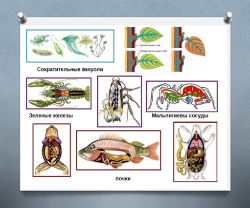 Сократительные вакуоли
Зеленые железы
Мальпигиевы сосуды
почки